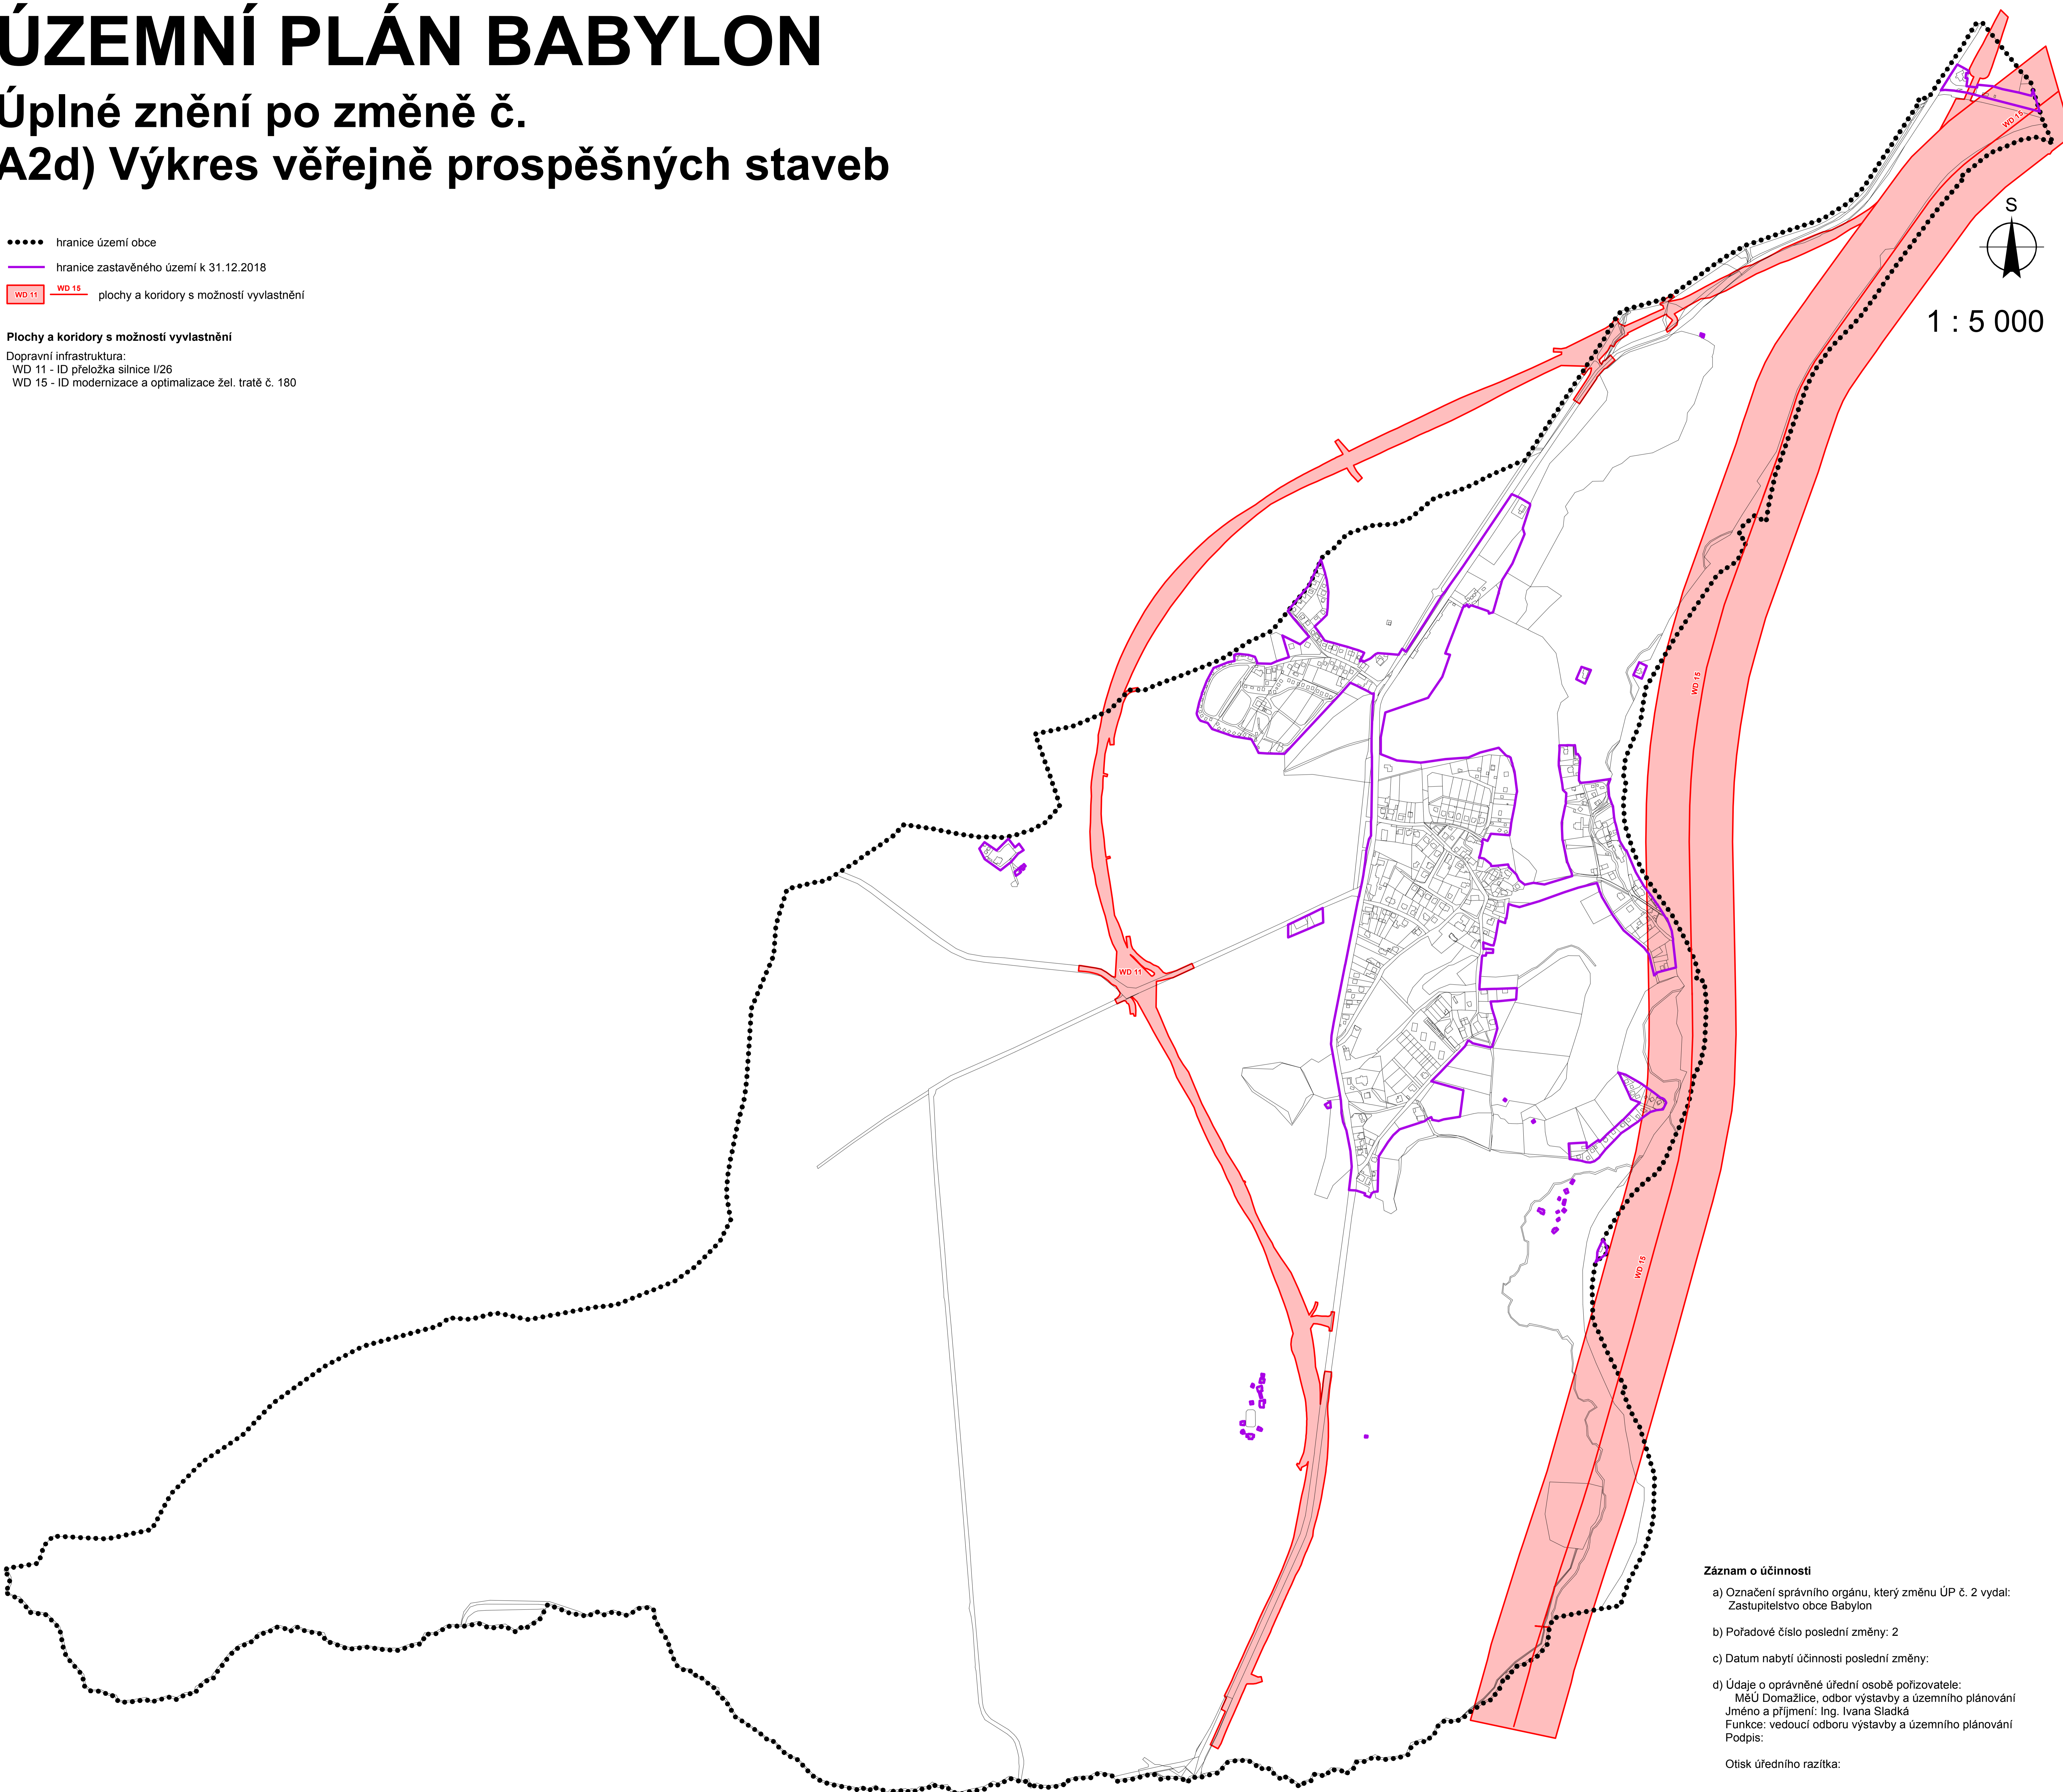 ÚZEMNÍ PLÁN BABYLON
Úplné znění po změně č.
A2d) Výkres věřejně prospěšných staveb
hranice území obce
hranice zastavěného území k 31.12.2018
WD 11 WD 15 plochy a koridory s možností vyvlastnění
Plochy a koridory s možností vyvlastnění
Dopravní infrastruktura:
WD 11 - ID přeložka silnice I/26
WD 15 - ID modernizace a optimalizace žel. tratě č. 180
WD 15
S
1 : 5 000
WD 15
WD 11
WD 15
Záznam o účinnosti
a) Označení správního orgánu, který změnu ÚP č. 2 vydal:
Zastupitelstvo obce Babylon
b) Pořadové číslo poslední změny: 2
c) Datum nabytí účinnosti poslední změny:
d) Údaje o oprávněné úřední osobě pořizovatele:
MěÚ Domažlice, odbor výstavby a územního plánování
Jméno a příjmení: Ing. Ivana Sladká
Funkce: vedoucí odboru výstavby a územního plánování
Podpis:
Otisk úředního razítka: